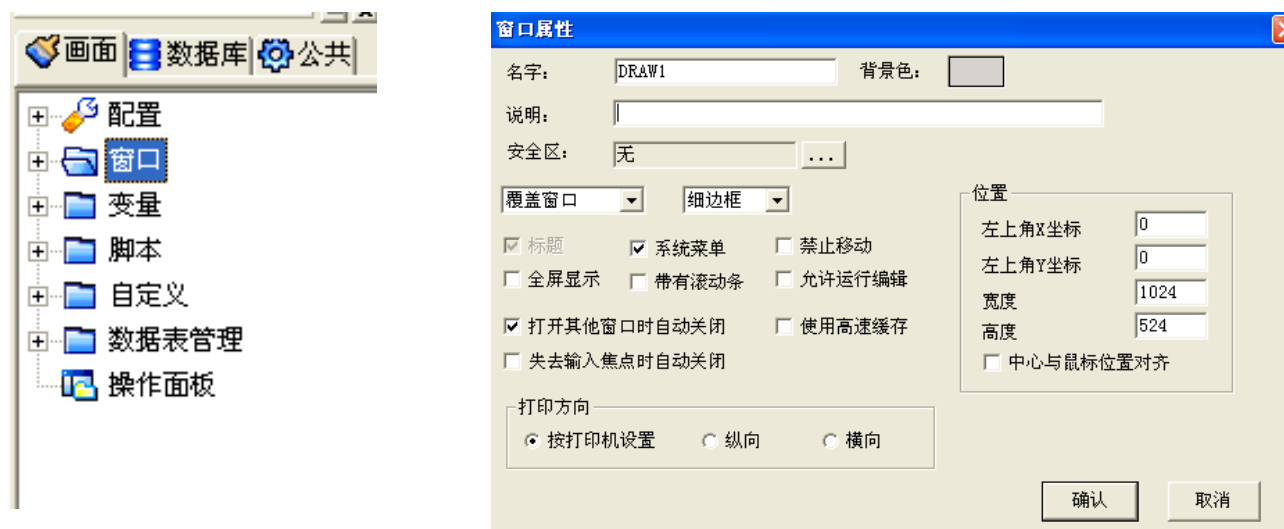 画面 数据库 公共
配置
窗口
变量
脚本
自定义
数据表管理
操作面板
窗口属性
名字: DRAW1 背景色:
说明:
安全区: 无 ...
覆盖窗口 细边框
标题 系统菜单 禁止移动
全屏显示 带有滚动条 允许运行编辑
打开其他窗口时自动关闭 使用高速缓存
失去输入焦点时自动关闭
位置
左上角X坐标 0
左上角Y坐标 0
宽度 1024
高度 524
中心与鼠标位置对齐
打印方向
按打印机设置 纵向 横向
确认 取消